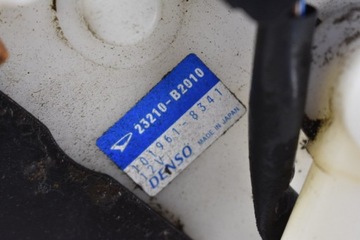 23210-B2010
101961-8341
12V
DENSO MADE IN JAPAN